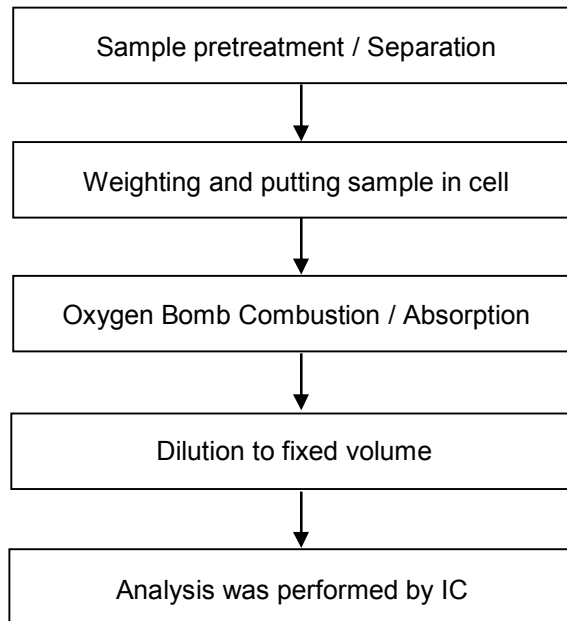 Sample pretreatment / Separation
Weighting and putting sample in cell
Oxygen Bomb Combustion / Absorption
Dilution to fixed volume
Analysis was performed by IC